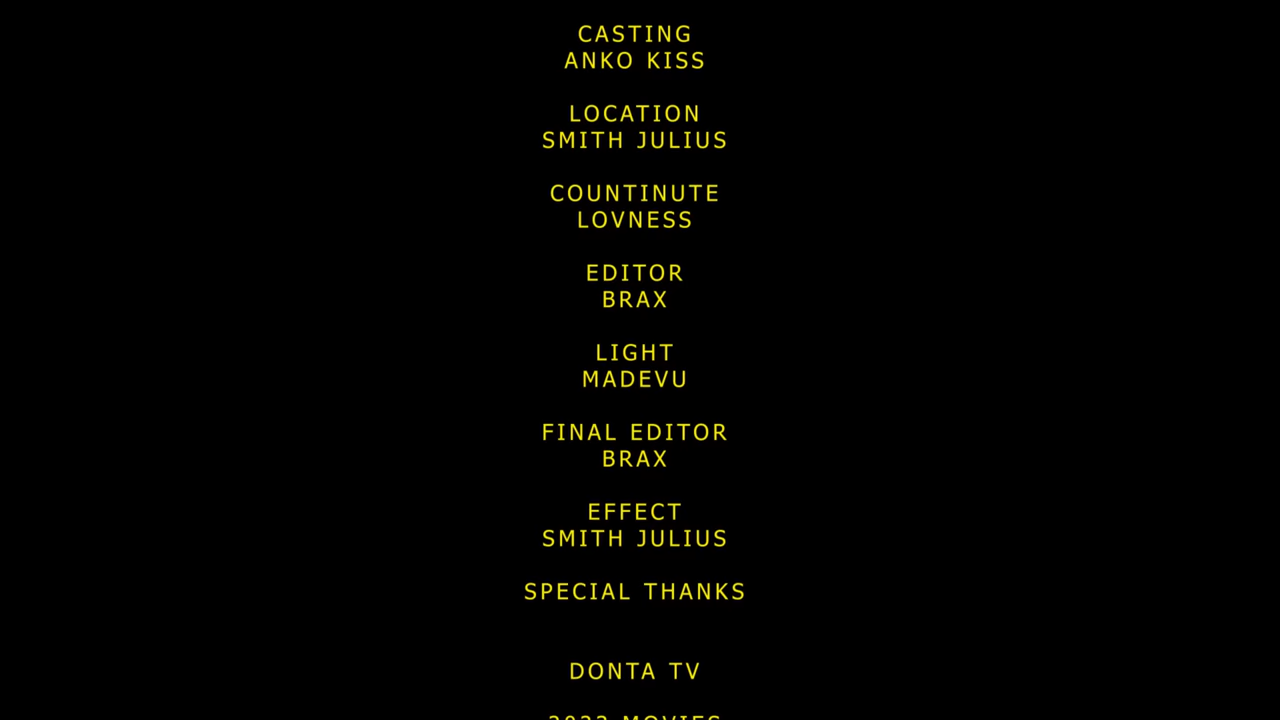 CASTING
ANKO KISS
LOCATION
SMITH JULIUS
COUNTINUTE
LOVNESS
EDITOR
BRAX
LIGHT
MADEVU
FINAL EDITOR
BRAX
EFFECT
SMITH JULIUS
SPECIAL THANKS
DONTA TV
MOVIES